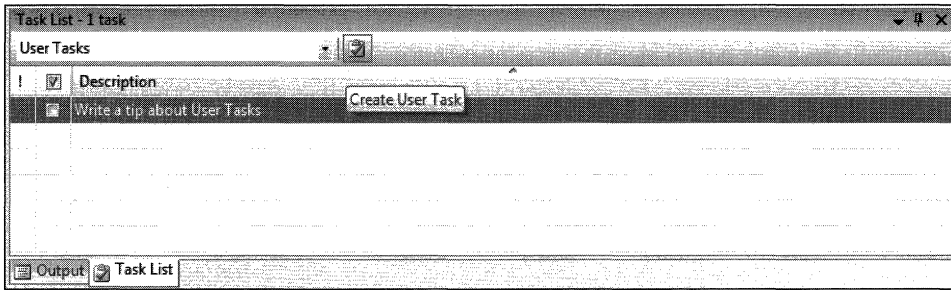 Task List - 1 task
User Tasks
! Description
Create User Task
Write a tip about User Tasks
Output Task List